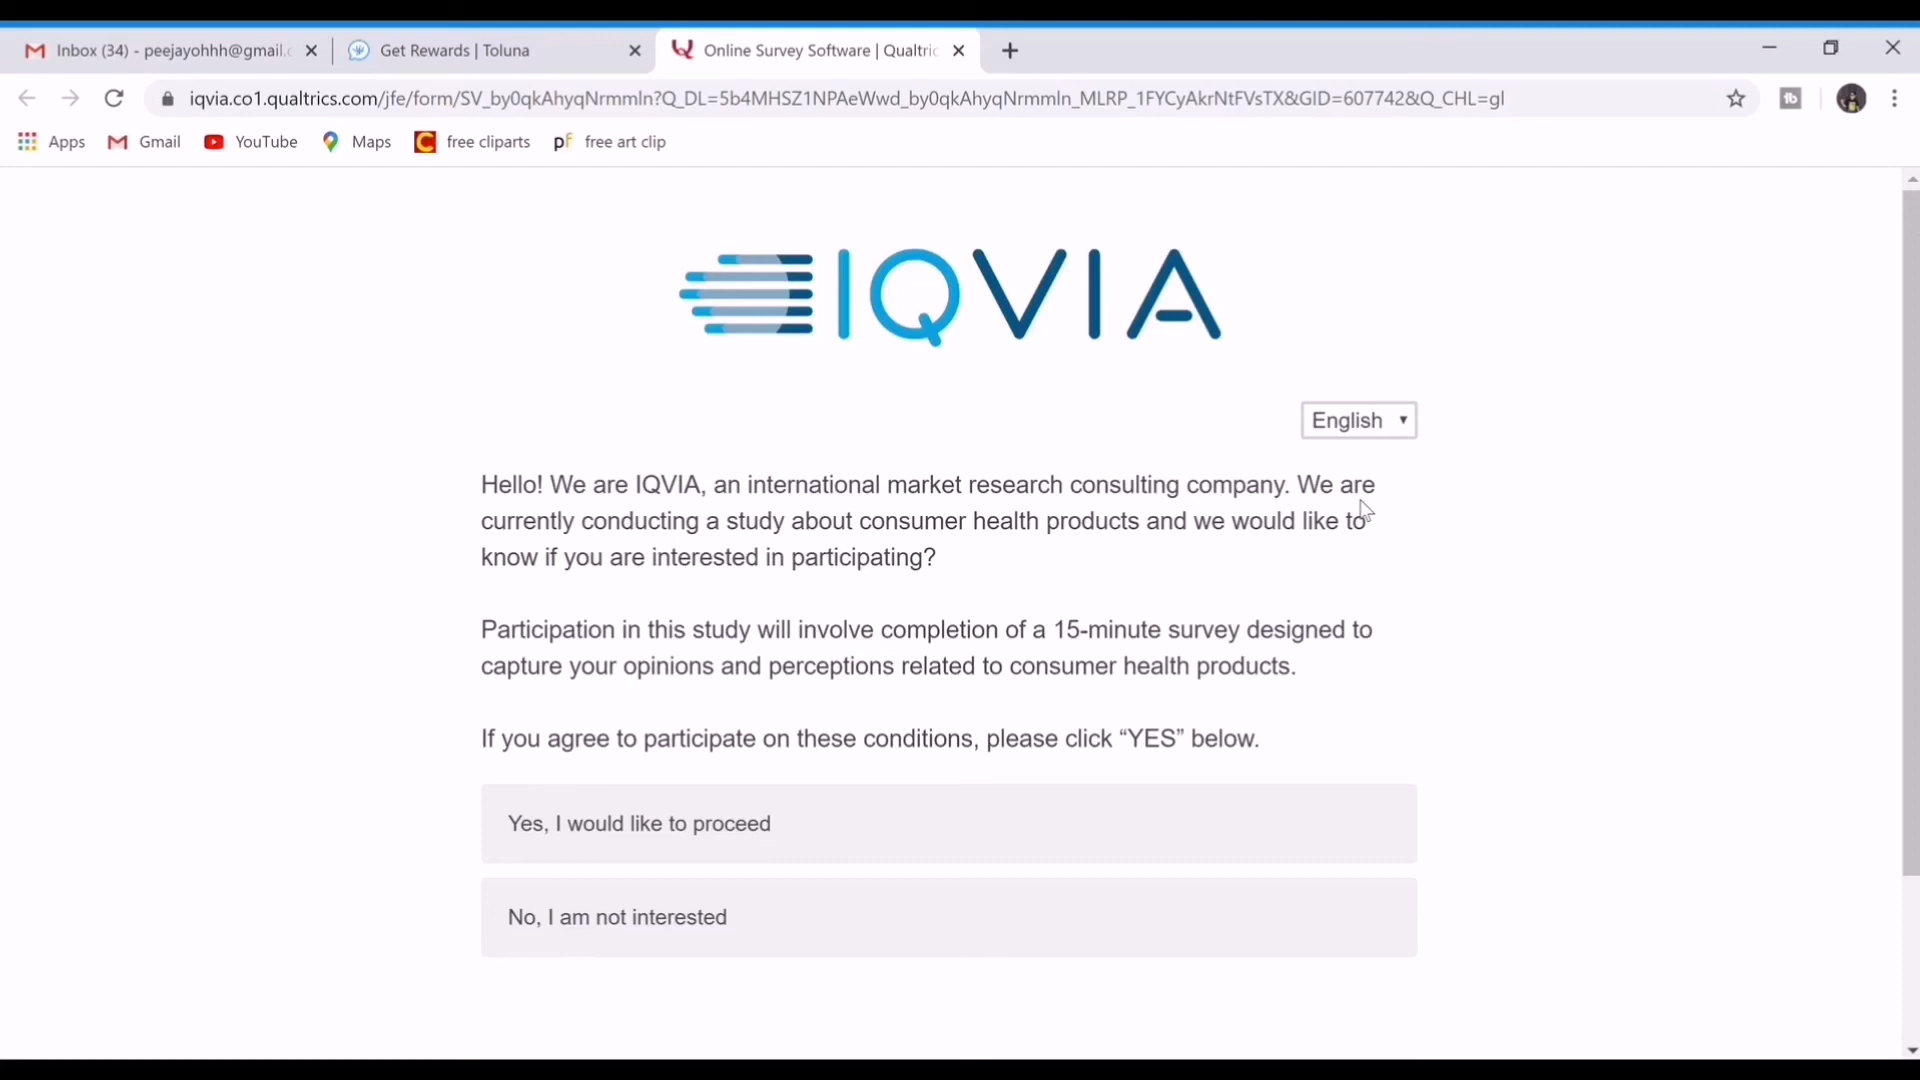 Inbox (34) - peejayohhh@gmail.c
Get Rewards | Toluna
Online Survey Software | Qualtric
iqvia.co1.qualtrics.com/jfe/form/SV_by0qkAhyqNrmmln?Q_DL=5b4MHSZ1NPAeWwd_by0qkAhyqNrmmln_MLRP_1FYCyAkrNtFVsTX&GID=607742&Q_CHL=gl
Apps
Gmail
YouTube
Maps
free cliparts
pf free art clip
IQVIA
English
Hello! We are IQVIA, an international market research consulting company. We are
currently conducting a study about consumer health products and we would like to
know if you are interested in participating?
Participation in this study will involve completion of a 15-minute survey designed to
capture your opinions and perceptions related to consumer health products.
If you agree to participate on these conditions, please click “YES” below.
Yes, I would like to proceed
No, I am not interested